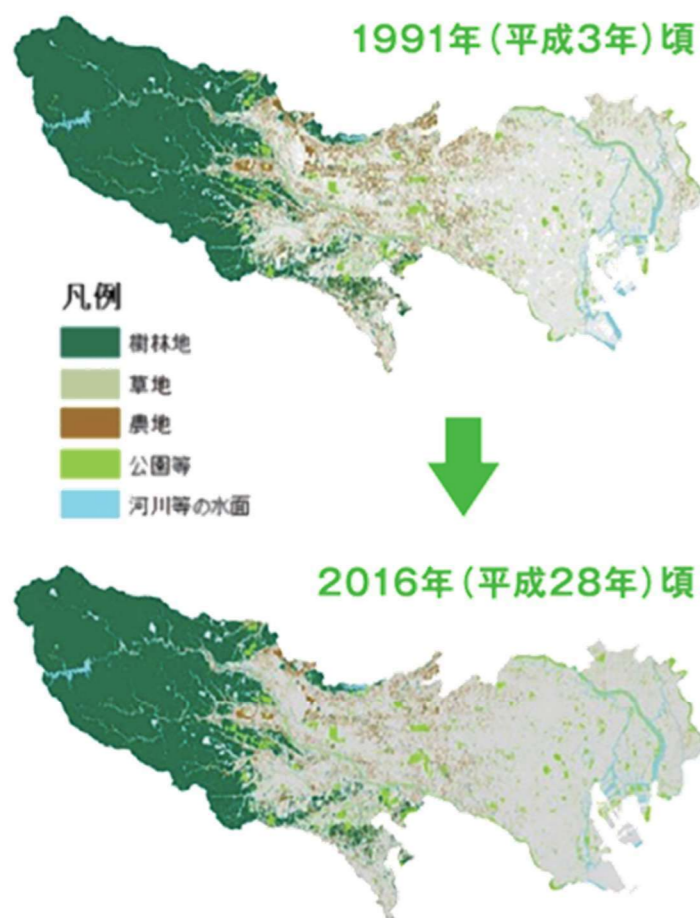 1991年(平成3年)頃
凡例
樹林地
草地
農地
公園等
河川等の水面
2016年(平成28年)頃